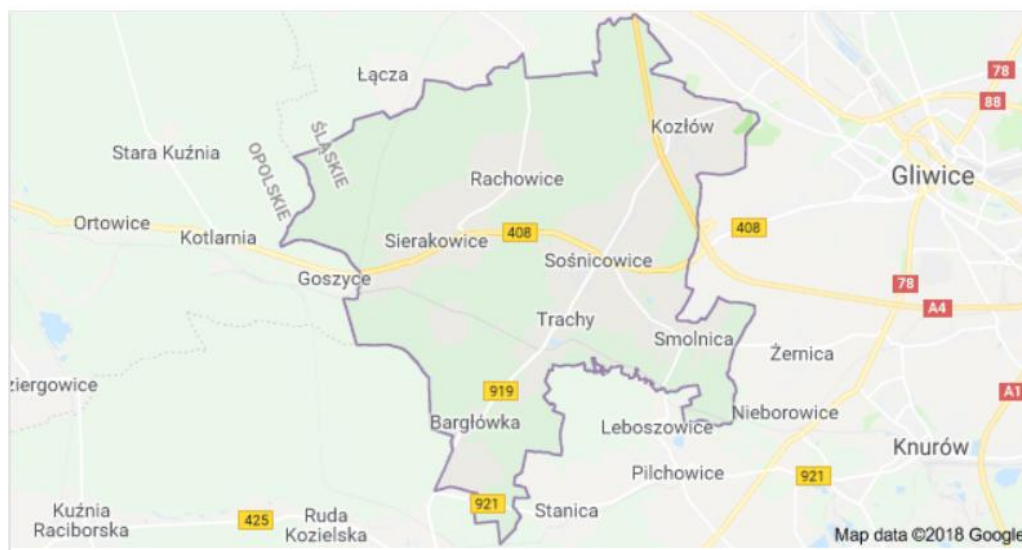 Łącza
78
88
Kozłów
Stara Kuźnia
OPOLSKIE
ŚLĄSKIE
Rachowice
Gliwice
Ortowice
Kotlarnia
Sierakowice
408
408
Sośnicowice
Goszyce
78
A4
Trachy
Smolnica
Żernica
ziergowice
919
A1
Bargłówka
Leboszowice
Nieborowice
Knurów
Pilchowice
921
921
Stanica
Kuźnia
Raciborska
425
Ruda
Kozielska
Map data ©2018 Google